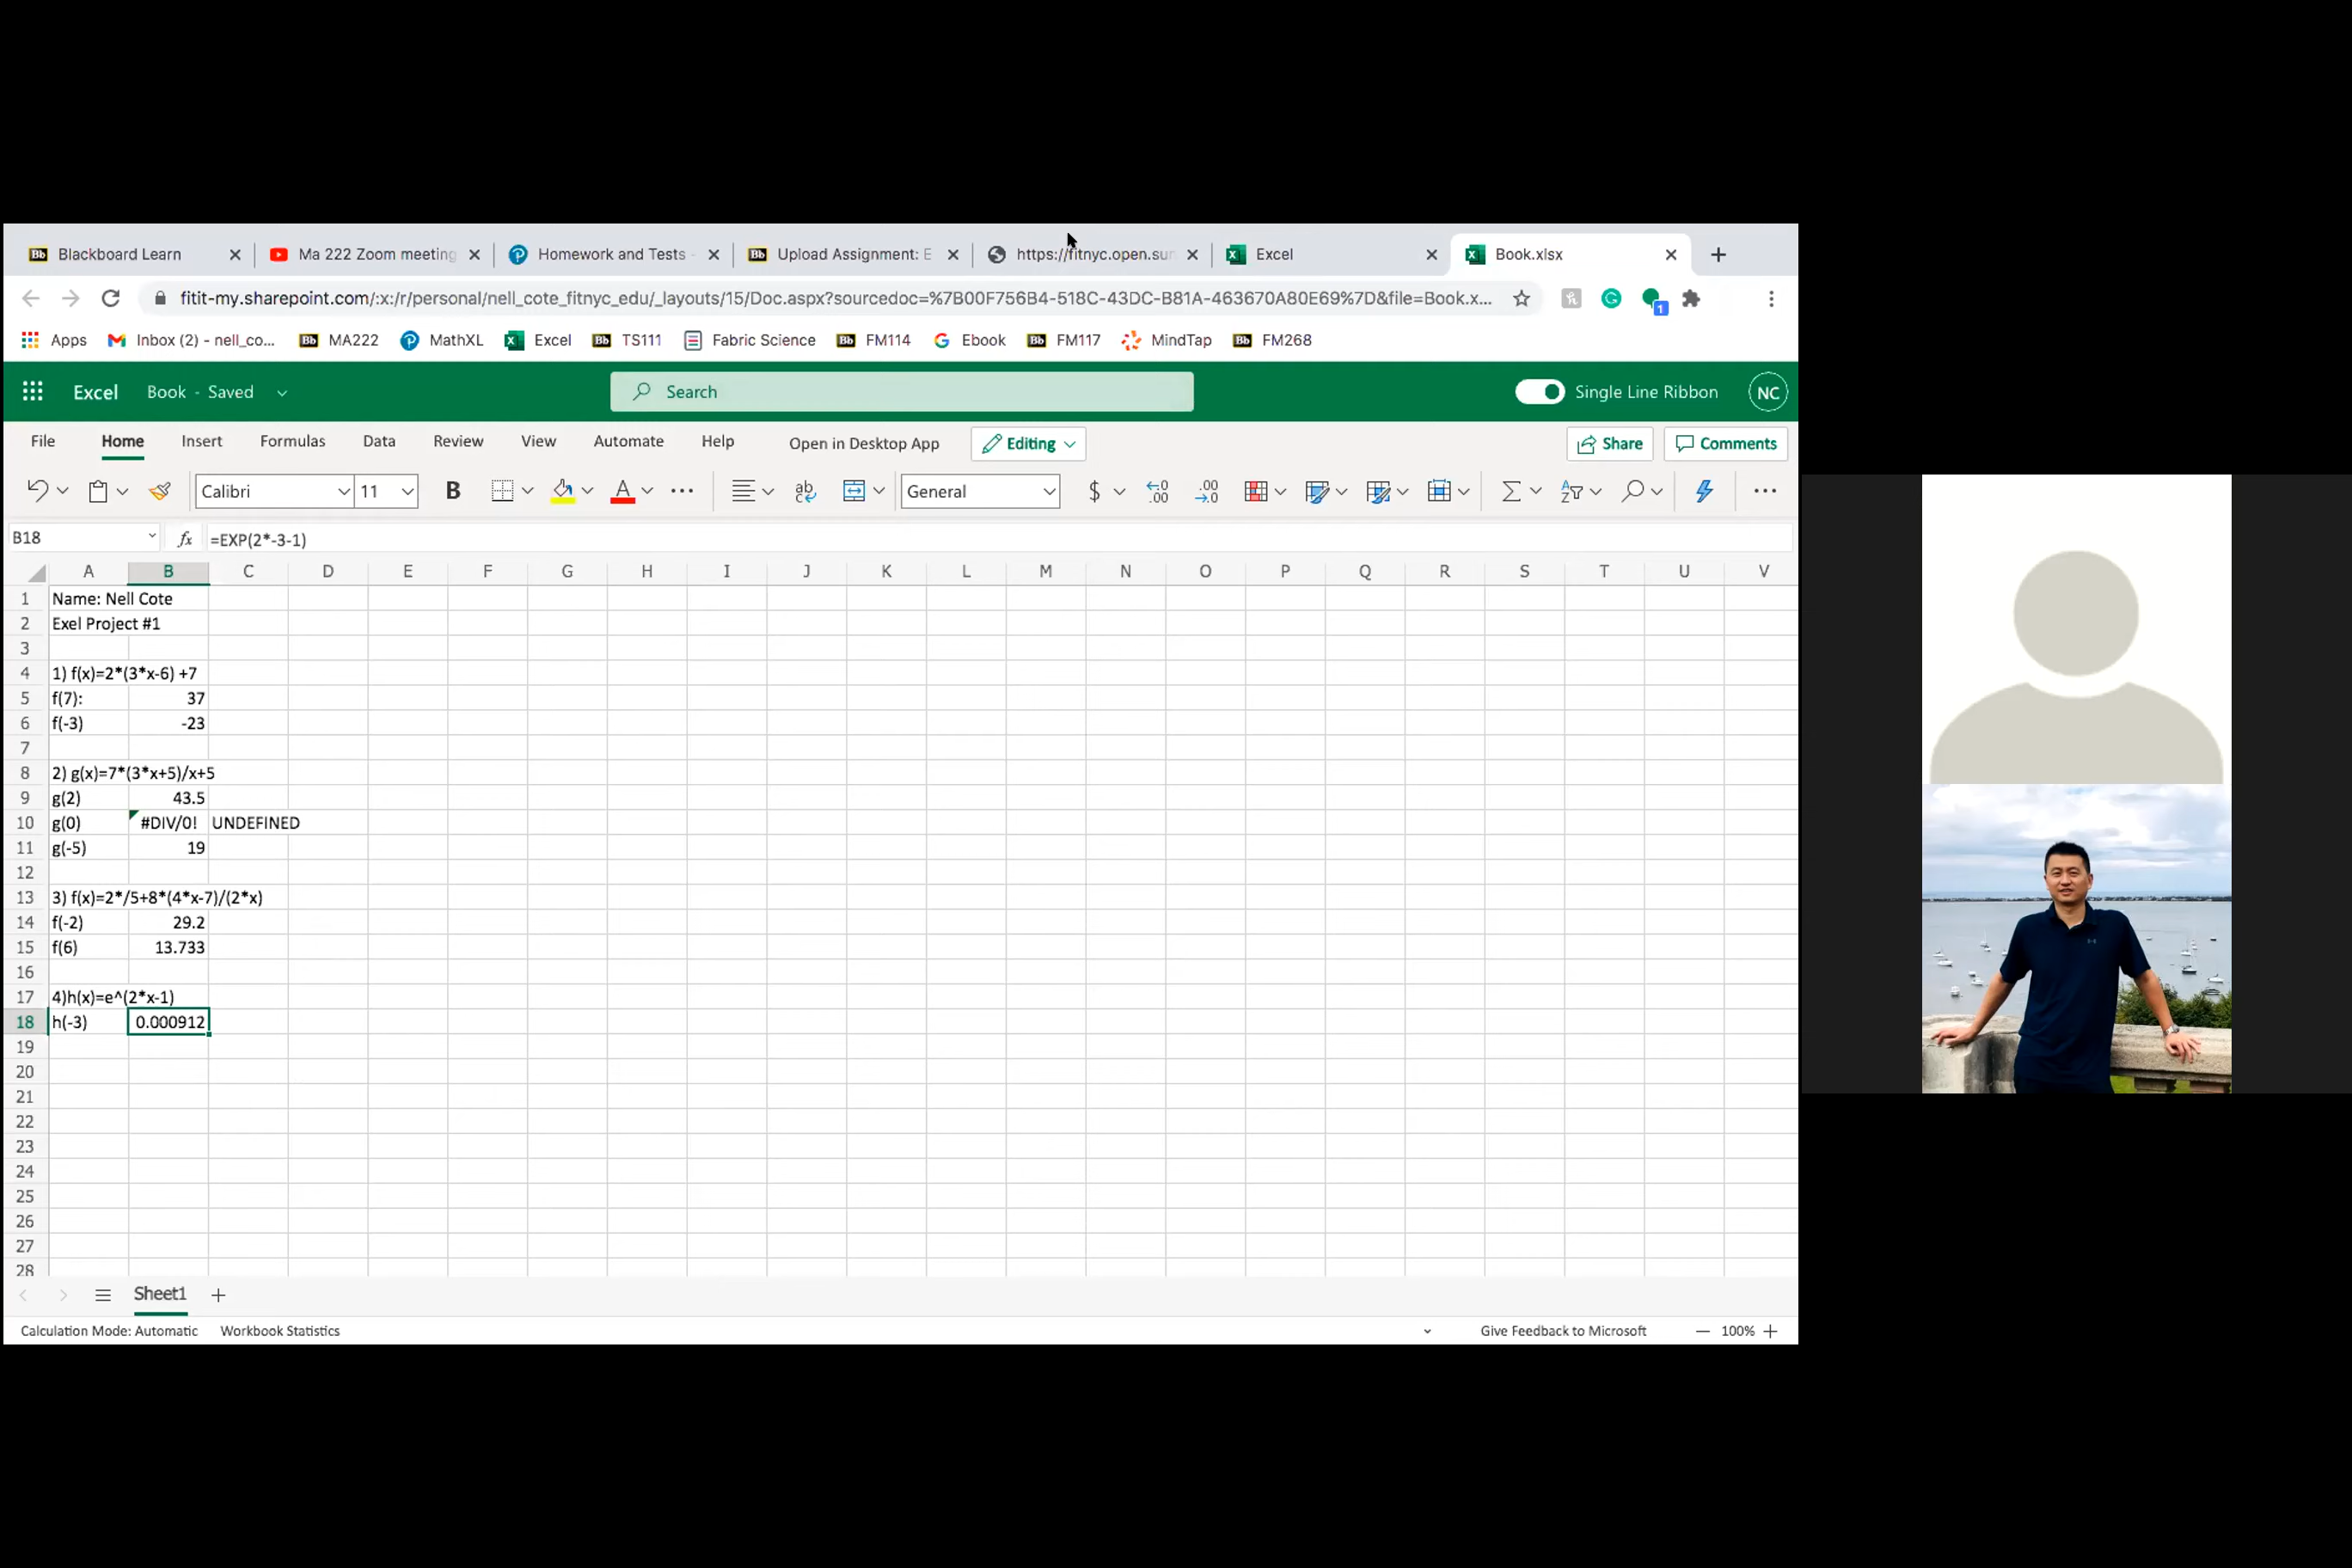 Blackboard Learn
Ma 222 Zoom meeting
Homework and Tests -
Upload Assignment: E
https://fitnyc.open.sun
Excel
Book.xlsx
fitit-my.sharepoint.com/:x:/r/personal/nell_cote_fitnyc_edu/_layouts/15/Doc.aspx?sourcedoc=%7B00F756B4-518C-43DC-B81A-463670A80E69%7D&file=Book.x...
1
Apps
Inbox (2) - nell_co...
Bb MA222
MathXL
Excel
Bb TS111
Fabric Science
Bb FM114
Ebook
Bb FM117
MindTap
Bb FM268
Excel
Book - Saved
Search
Single Line Ribbon
NC
File Home Insert Formulas Data Review View Automate Help Open in Desktop App Editing Share Comments
Calibri 11 B A ab General $
B18 fx =EXP(2*-3-1)
A B C D E F G H I J K L M N O P Q R S T U V
1 Name: Nell Cote
2 Exel Project #1
3
4 1) f(x)=2*(3*x-6) +7
5 f(7): 37
6 f(-3) -23
7
8 2) g(x)=7*(3*x+5)/x+5
9 g(2) 43.5
10 g(0) #DIV/0! UNDEFINED
11 g(-5) 19
12
13 3) f(x)=2*/5+8*(4*x-7)/(2*x)
14 f(-2) 29.2
15 f(6) 13.733
16
17 4)h(x)=e^(2*x-1)
18 h(-3) 0.000912
19
20
21
22
23
24
25
26
27
28
Sheet1
Calculation Mode: Automatic Workbook Statistics Give Feedback to Microsoft 100%